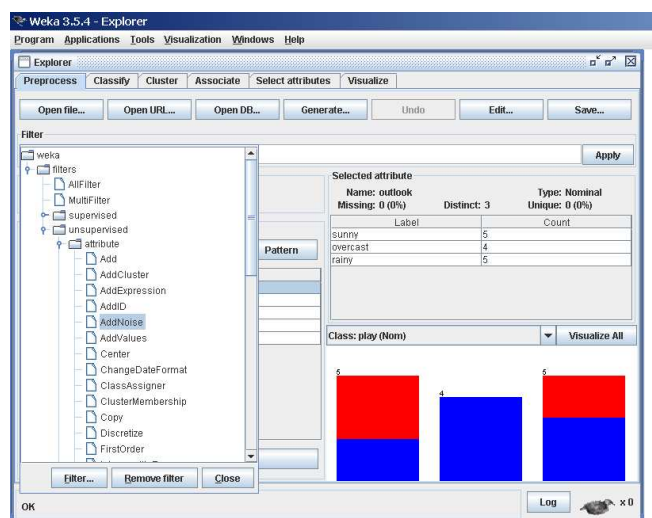 Weka 3.5.4 - Explorer
Program Applications Tools Visualization Windows Help
Explorer
Preprocess Classify Cluster Associate Select attributes Visualize
Open file... Open URL... Open DB... Generate... Undo Edit... Save...
Filter
weka
Apply
filters
Selected attribute
AllFilter
Name: outlook Type: Nominal
MultiFilter
Missing: 0 (0%) Distinct: 3 Unique: 0 (0%)
supervised
Label Count
unsupervised
sunny 5
attribute
overcast 4
Pattern
rainy 5
Add
AddCluster
AddExpression
AddID
AddNoise
AddValues
Class: play (Nom) Visualize All
Center
ChangeDateFormat
5 5
ClassAssigner
4
ClusterMembership
Copy
Discretize
FirstOrder
Filter... Remove filter Close
OK
Log x 0